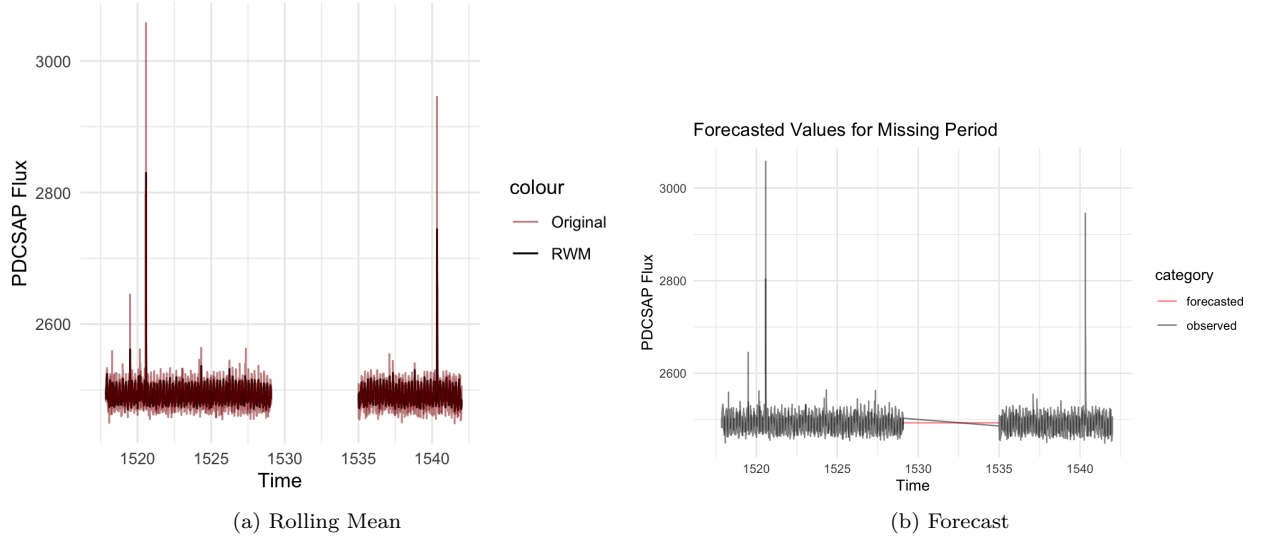 3000
2800
2600
PDCSAP Flux
1520
1525
1530
1535
1540
Time
colour
Original
RWM
(a) Rolling Mean
Forecasted Values for Missing Period
3000
2800
2600
PDCSAP Flux
1520
1525
1530
1535
1540
Time
category
forecasted
observed
(b) Forecast